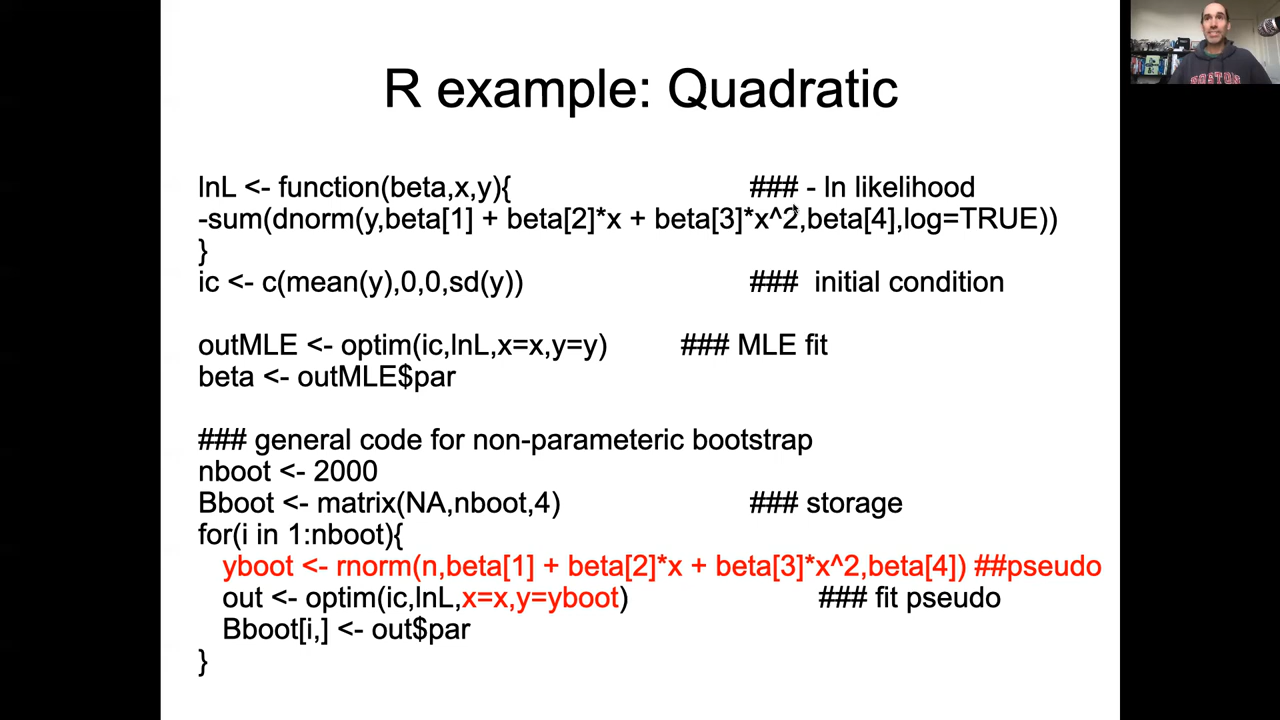 R example: Quadratic
lnL <- function(beta,x,y){ ### - ln likelihood
-sum(dnorm(y,beta[1] + beta[2]*x + beta[3]*x^2,beta[4],log=TRUE))
}
ic <- c(mean(y),0,0,sd(y)) ### initial condition
outMLE <- optim(ic,lnL,x=x,y=y) ### MLE fit
beta <- outMLE$par
### general code for non-parameteric bootstrap
nboot <- 2000
Bboot <- matrix(NA,nboot,4) ### storage
for(i in 1:nboot){
yboot <- rnorm(n,beta[1] + beta[2]*x + beta[3]*x^2,beta[4]) ##pseudo
out <- optim(ic,lnL,x=x,y=yboot) ### fit pseudo
Bboot[i,] <- out$par
}
BOSTON